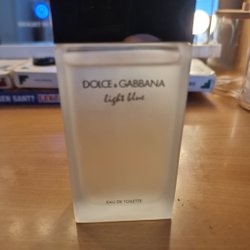 DOLCE & GABBANA
light blue
EAU DE TOILETTE